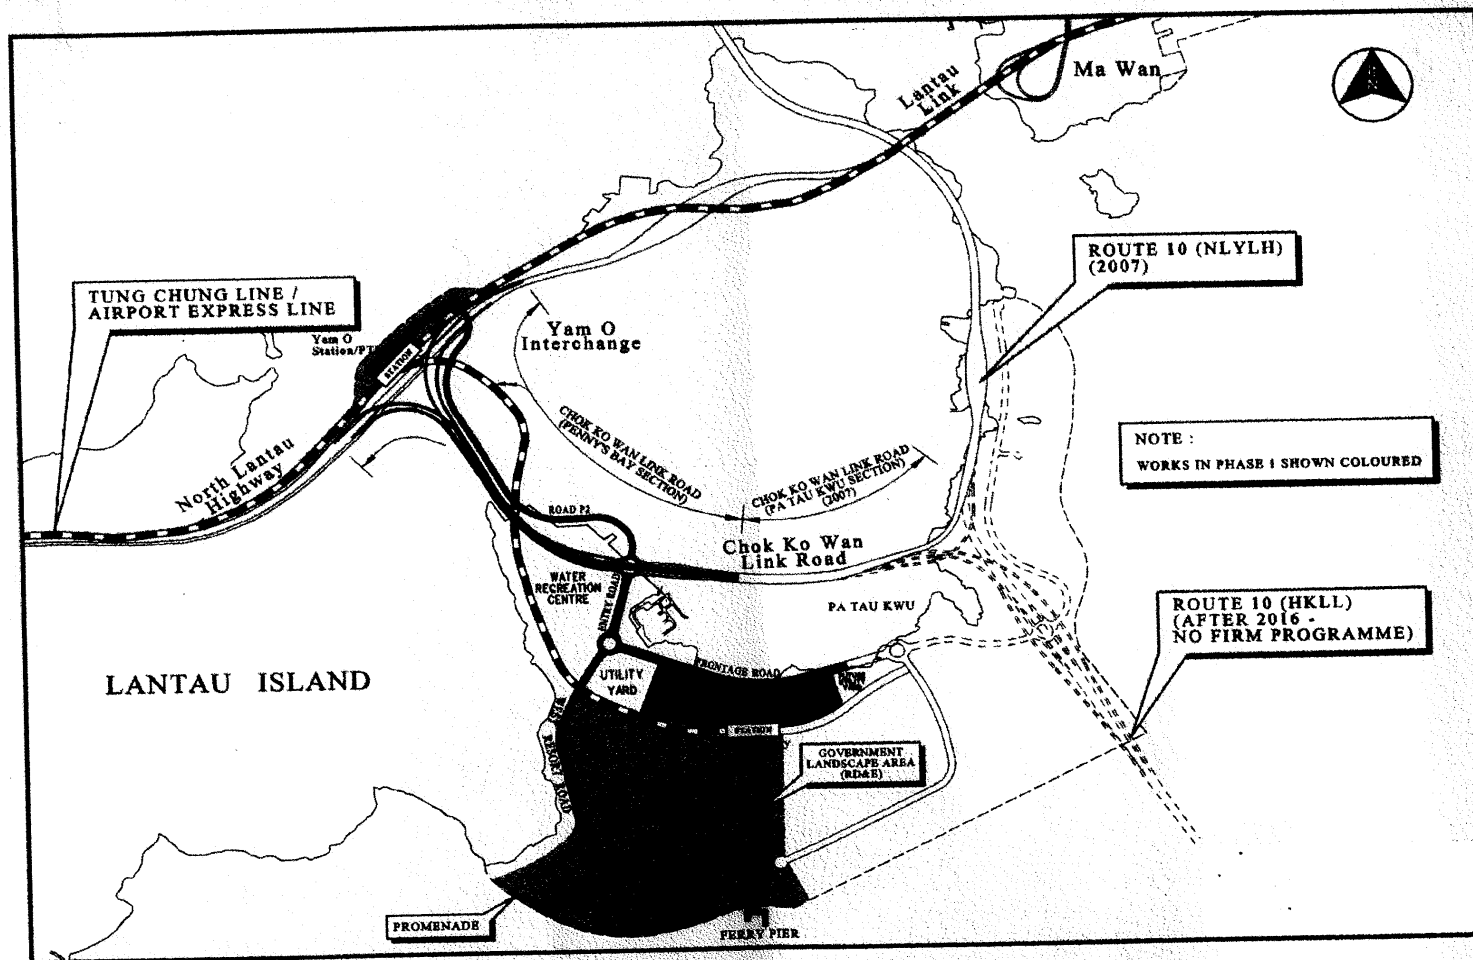 Ma Wan
Lantau
Link
ROUTE 10 (NLYLH)
(2007)
TUNG CHUNG LINE /
AIRPORT EXPRESS LINE
Yam O
Station/PTI
STATION
Yam O
Interchange
CHOK KO WAN LINK ROAD
(PENNY'S BAY SECTION)
CHOK KO WAN LINK ROAD
(PA TAU KWU SECTION)
(2007)
NOTE :
WORKS IN PHASE 1 SHOWN COLOURED
North Lantau
Highway
ROAD P2
Chok Ko Wan
Link Road
WATER
RECREATION
CENTRE
ENTRY ROAD
PA TAU KWU
ROUTE 10 (HKLL)
(AFTER 2016 -
NO FIRM PROGRAMME)
LANTAU ISLAND
UTILITY
YARD
FRONTAGE ROAD
STATION
WEST RESORT ROAD
GOVERNMENT
LANDSCAPE AREA
(RD&E)
PROMENADE
FERRY PIER